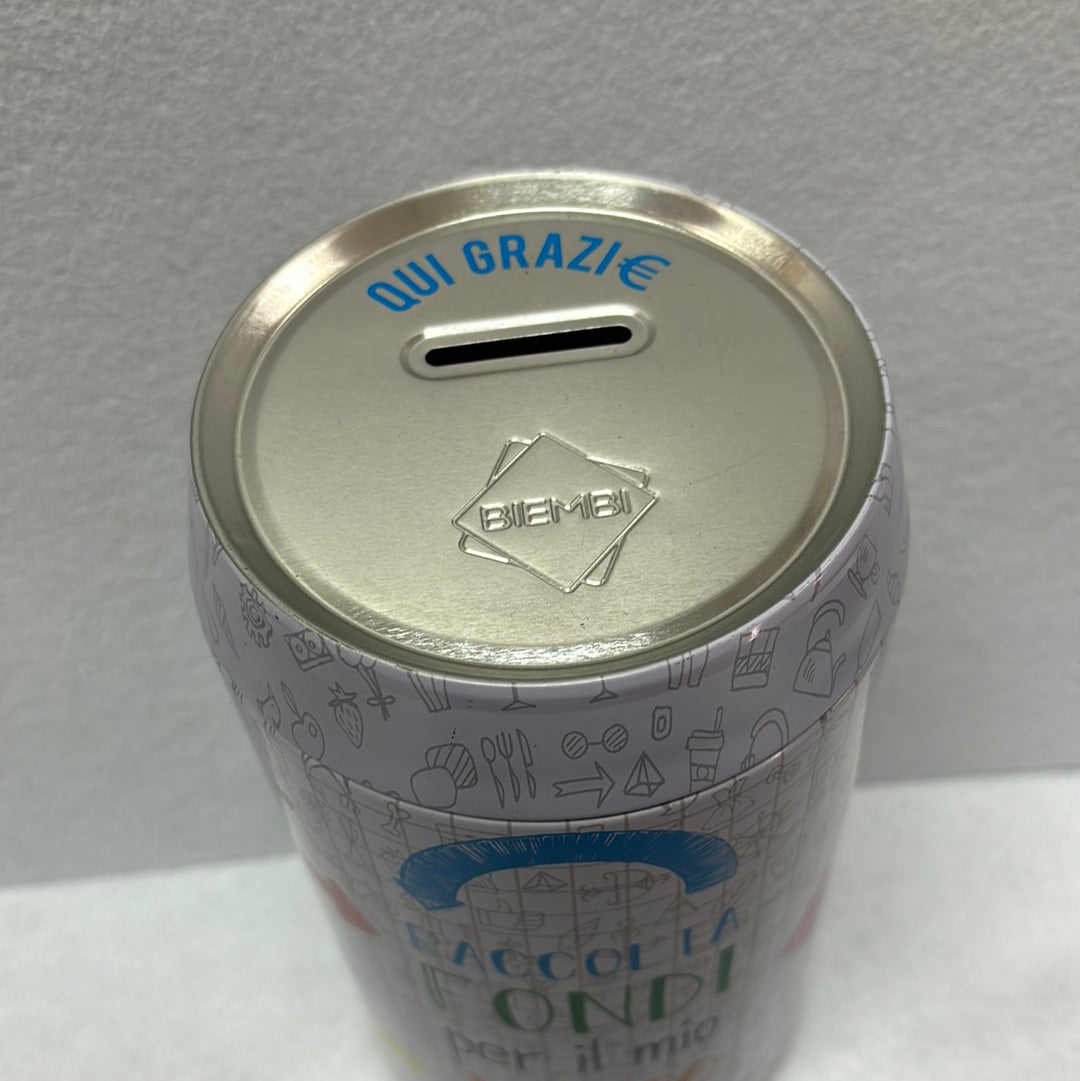 QUI GRAZI€
BIEMBI
RACCOLTA
FONDI
per il mio